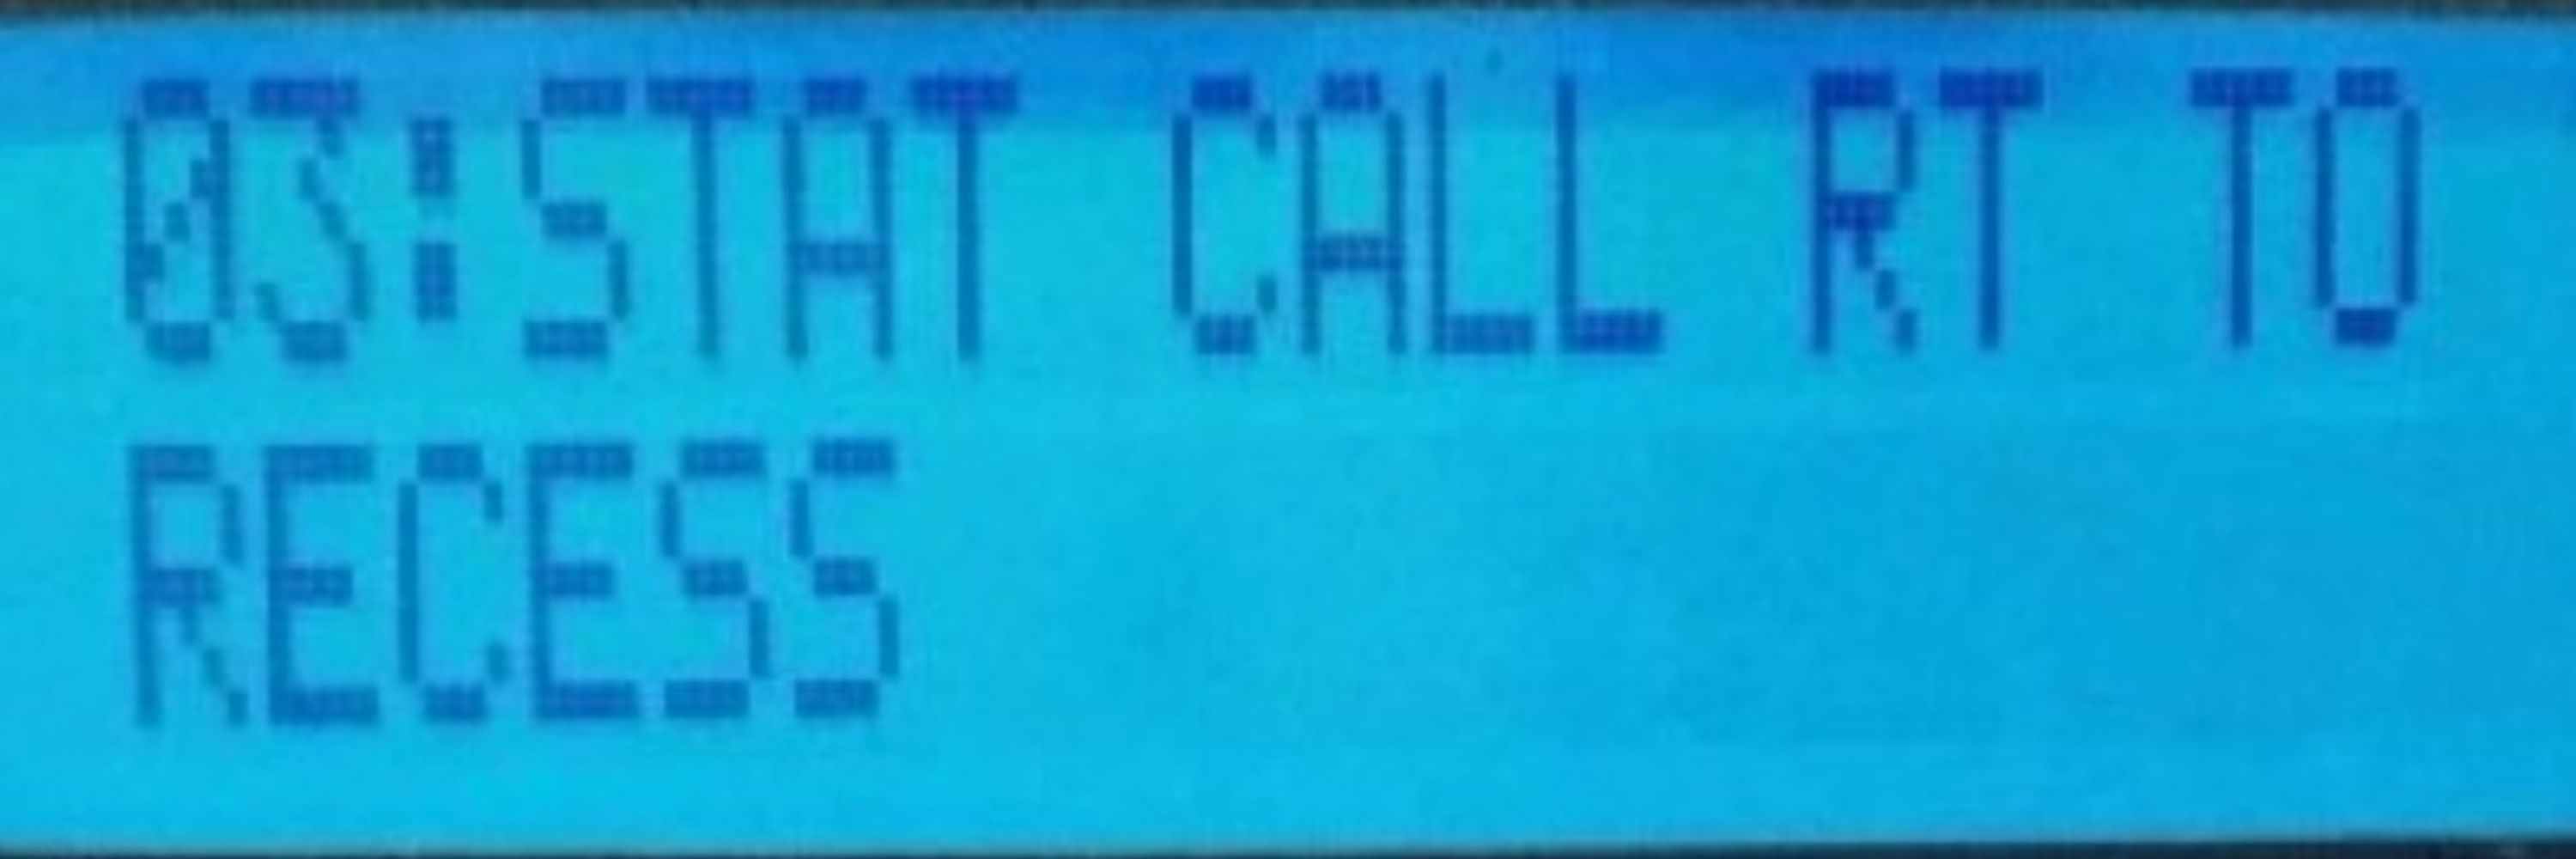 03:STAT CALL RT TO
RECESS